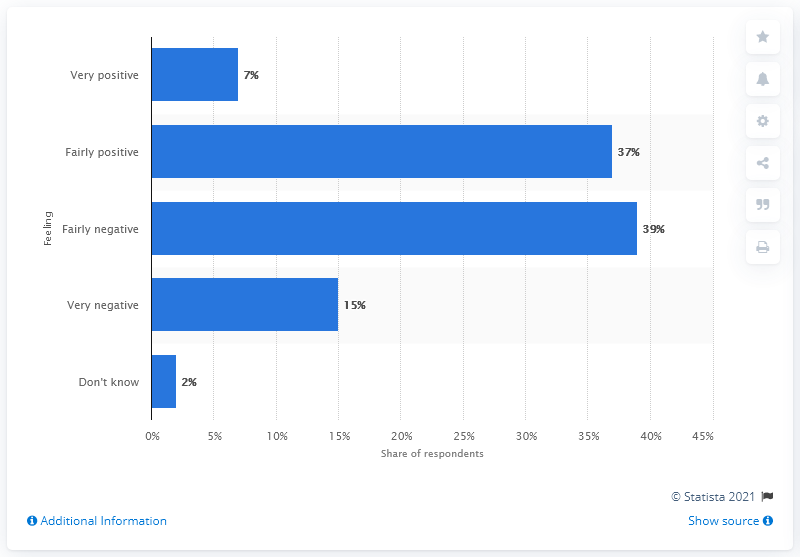 Very positive 7%
Fairly positive 37%
Feeling
Fairly negative 39%
Very negative 15%
Don't know 2%
0% 5% 10% 15% 20% 25% 30% 35% 40% 45%
Share of respondents
© Statista 2021
Additional Information Show source